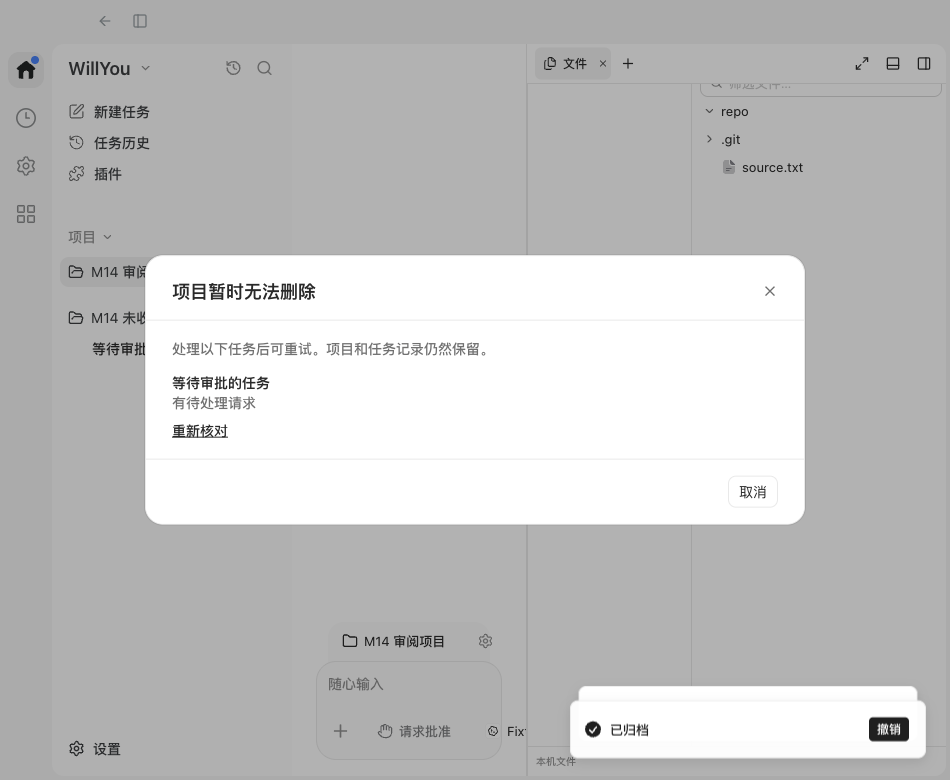 WillYou
新建任务
任务历史
插件
项目
M14 审阅
M14 未收
等待审批
设置
文件
筛选文件...
repo
.git
source.txt
项目暂时无法删除
处理以下任务后可重试。项目和任务记录仍然保留。
等待审批的任务
有待处理请求
重新核对
取消
M14 审阅项目
随心输入
请求批准
Fix
已归档
撤销
本机文件